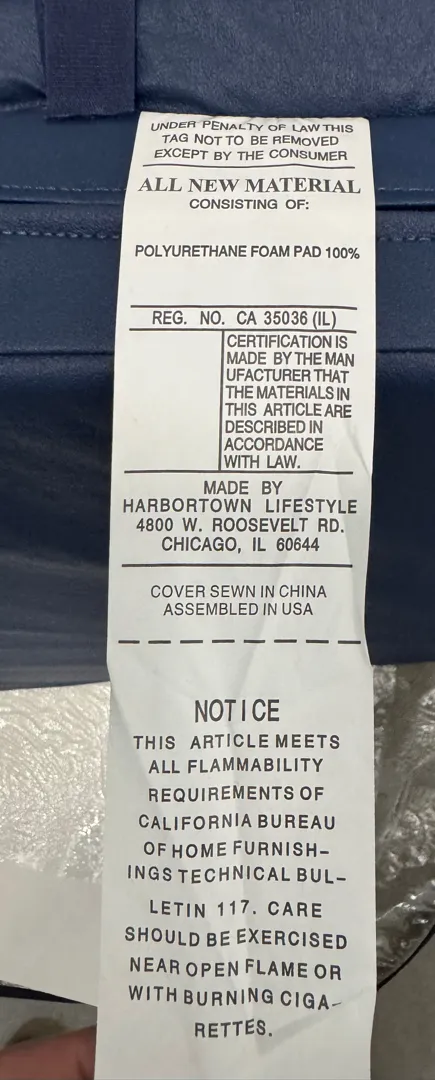 UNDER PENALTY OF LAW THIS
TAG NOT TO BE REMOVED
EXCEPT BY THE CONSUMER
ALL NEW MATERIAL
CONSISTING OF:
POLYURETHANE FOAM PAD 100%
REG. NO. CA 35036 (IL)
CERTIFICATION IS
MADE BY THE MAN
UFACTURER THAT
THE MATERIALS IN
THIS ARTICLE ARE
DESCRIBED IN
ACCORDANCE
WITH LAW.
MADE BY
HARBORTOWN LIFESTYLE
4800 W. ROOSEVELT RD.
CHICAGO, IL 60644
COVER SEWN IN CHINA
ASSEMBLED IN USA
NOTICE
THIS ARTICLE MEETS
ALL FLAMMABILITY
REQUIREMENTS OF
CALIFORNIA BUREAU
OF HOME FURNISH-
INGS TECHNICAL BUL-
LETIN 117. CARE
SHOULD BE EXERCISED
NEAR OPEN FLAME OR
WITH BURNING CIGA-
RETTES.